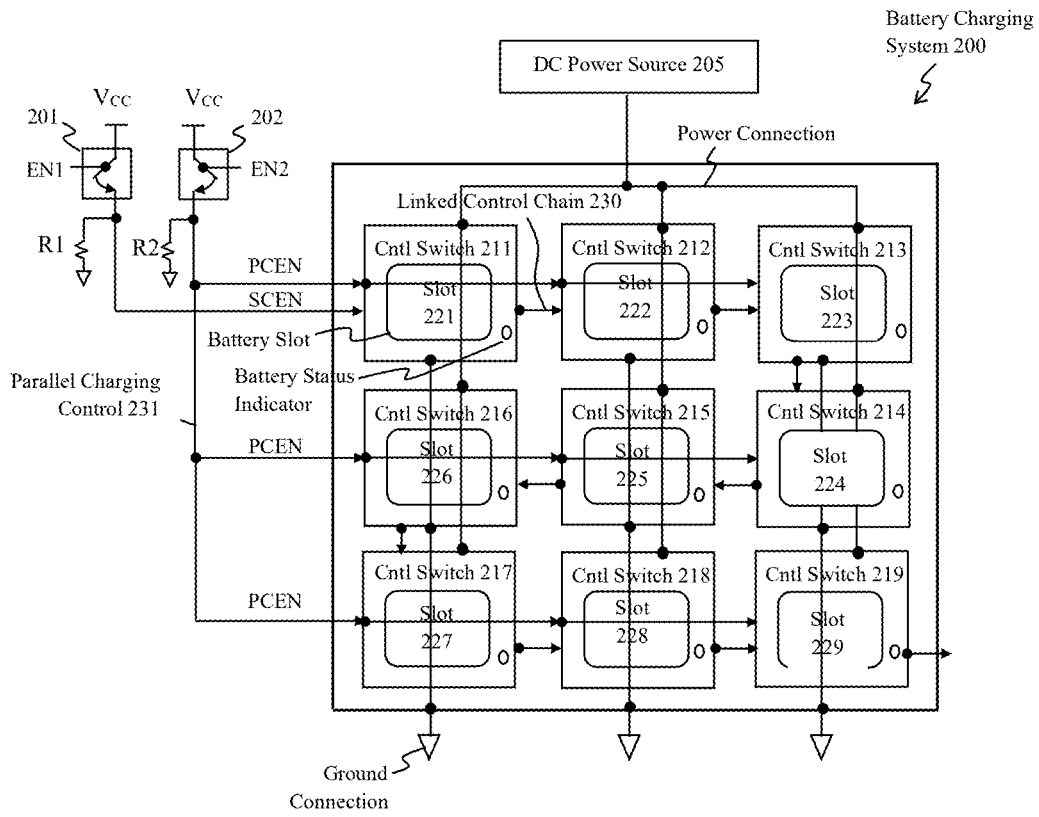 Battery Charging
System 200
DC Power Source 205
VCC
VCC
201
202
EN1
EN2
Power Connection
Linked Control Chain 230
R1
R2
Cntl Switch 211
Cntl Switch 212
Cntl Switch 213
PCEN
SCEN
Slot
221
Slot
222
Slot
223
Battery Slot
Battery Status
Indicator
Parallel Charging
Control 231
Cntl Switch 216
Cntl Switch 215
Cntl Switch 214
PCEN
Slot
226
Slot
225
Slot
224
Cntl Switch 217
Cntl Switch 218
Cntl Switch 219
PCEN
Slot
227
Slot
228
Slot
229
Ground
Connection